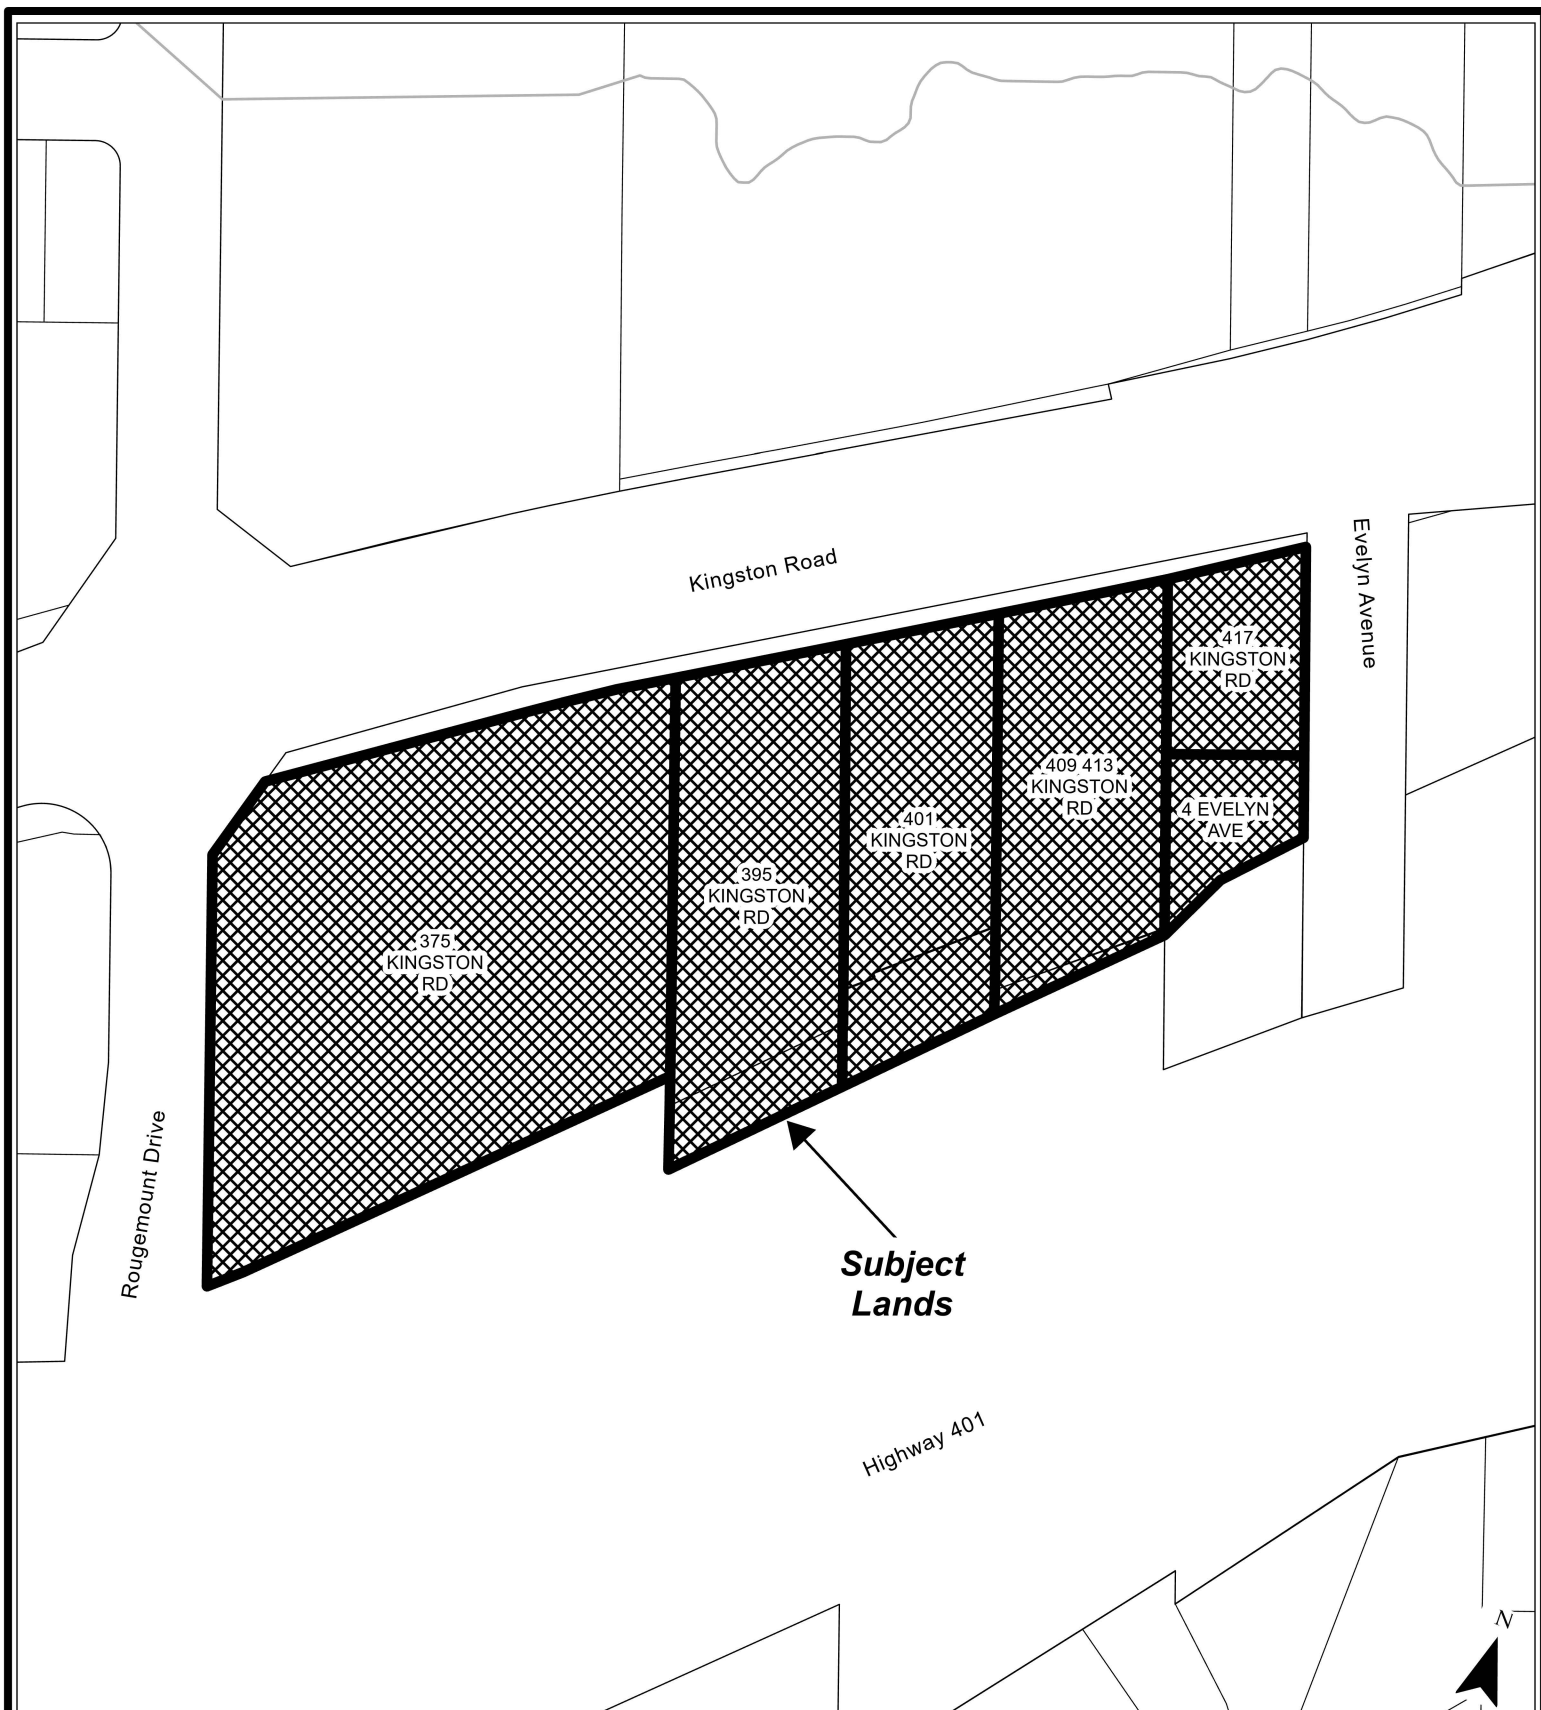 Kingston Road
Evelyn Avenue
417
KINGSTON
RD
409 413
KINGSTON
RD
4 EVELYN
AVE
401
KINGSTON
RD
395
KINGSTON
RD
375
KINGSTON
RD
Rougemount Drive
Subject
Lands
Highway 401
N